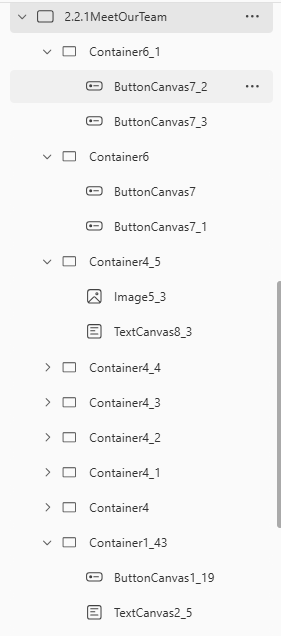 2.2.1MeetOurTeam
Container6_1
ButtonCanvas7_2
ButtonCanvas7_3
Container6
ButtonCanvas7
ButtonCanvas7_1
Container4_5
Image5_3
TextCanvas8_3
Container4_4
Container4_3
Container4_2
Container4_1
Container4
Container1_43
ButtonCanvas1_19
TextCanvas2_5